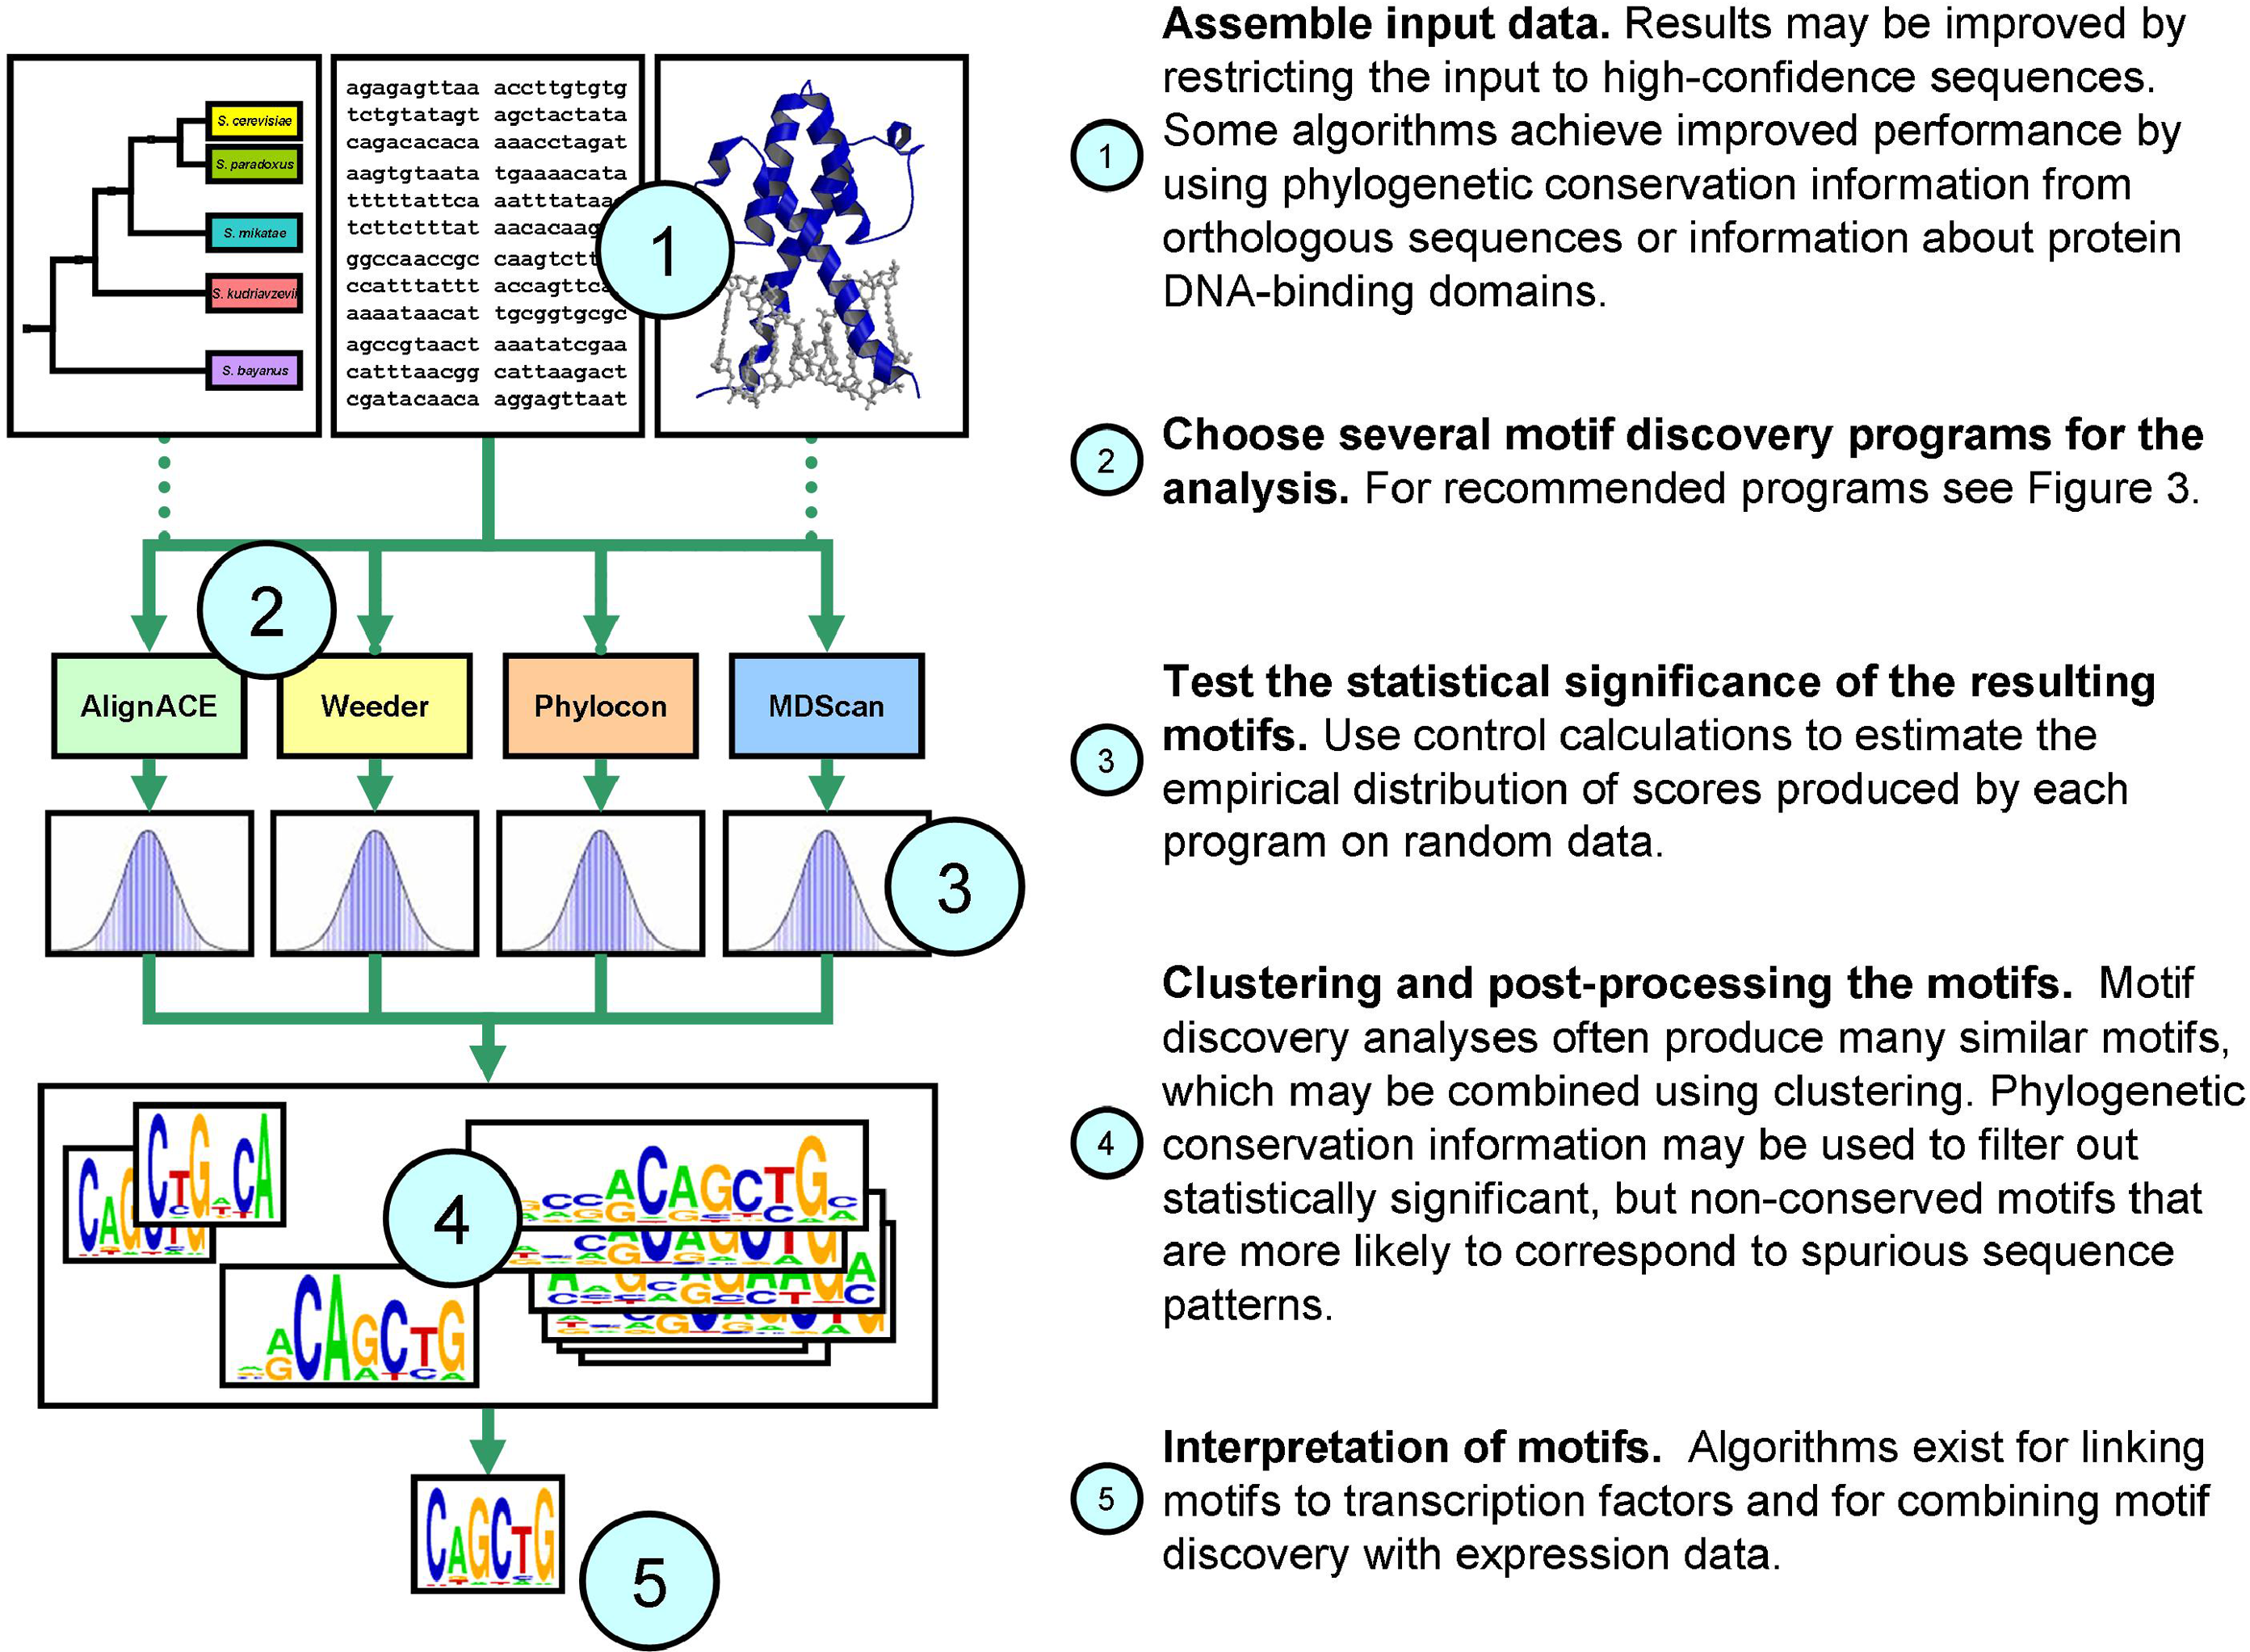 S. cerevisiae
S. paradoxus
S. mikatae
S. kudriavzevii
S. bayanus
agagagttaa accttgtgtg
tctgtatagt agctactata
cagacacaca aaacctagat
aagtgtaata tgaaaacata
tttttattca aatttataa
tcttctttat aacacaag
ggccaaccgc caagtctt
ccatttattt accagttc
aaaataacat tgcggtgcgc
agccgtaact aaatatcgaa
catttaacgg cattaagact
cgatacaaca aggagttaat
1
2
AlignACE
Weeder
Phylocon
MDScan
3
4
CAGCTG
CTG CA
ACAGCTG
ACAGCTG
CAGCTG
5
1
Assemble input data. Results may be improved by
restricting the input to high-confidence sequences.
Some algorithms achieve improved performance by
using phylogenetic conservation information from
orthologous sequences or information about protein
DNA-binding domains.
2
Choose several motif discovery programs for the
analysis. For recommended programs see Figure 3.
3
Test the statistical significance of the resulting
motifs. Use control calculations to estimate the
empirical distribution of scores produced by each
program on random data.
4
Clustering and post-processing the motifs. Motif
discovery analyses often produce many similar motifs,
which may be combined using clustering. Phylogenetic
conservation information may be used to filter out
statistically significant, but non-conserved motifs that
are more likely to correspond to spurious sequence
patterns.
5
Interpretation of motifs. Algorithms exist for linking
motifs to transcription factors and for combining motif
discovery with expression data.